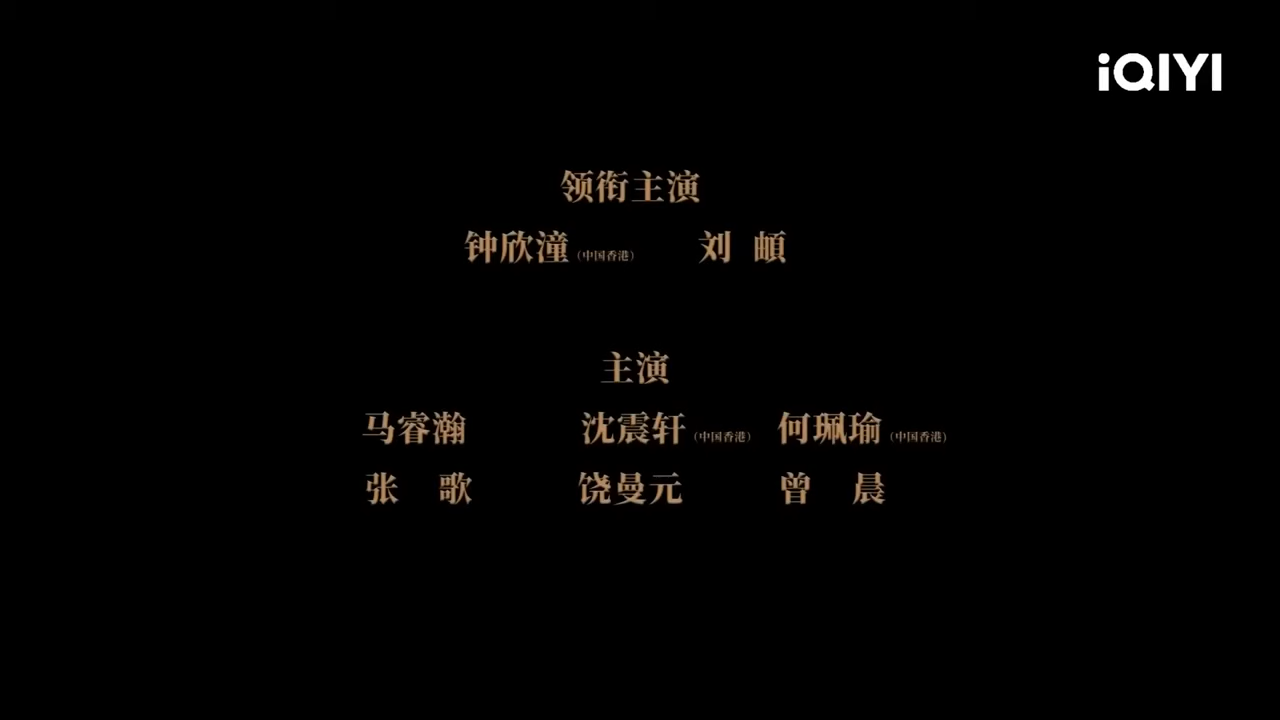 iQIYI
领衔主演
钟欣潼(中国香港) 刘頔
主演
马睿瀚 沈震轩(中国香港) 何珮瑜(中国香港)
张歌 饶曼元 曾晨